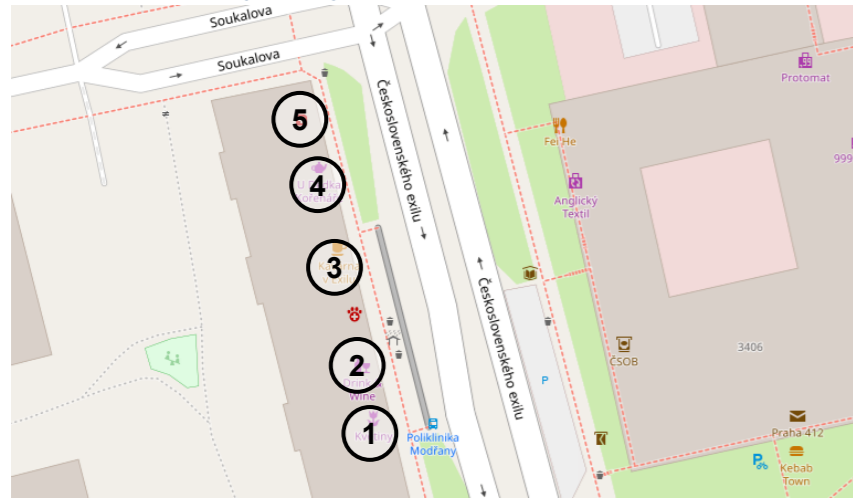 Soukalova
Soukalova
Československého exilu
Protomat
5
Fei He
999
4
U
Anglický
Textil
3
Československého exilu
ČSOB
3406
2
P
Wine
1
Poliklinika
Modřany
Praha 412
Kebab
Town
P